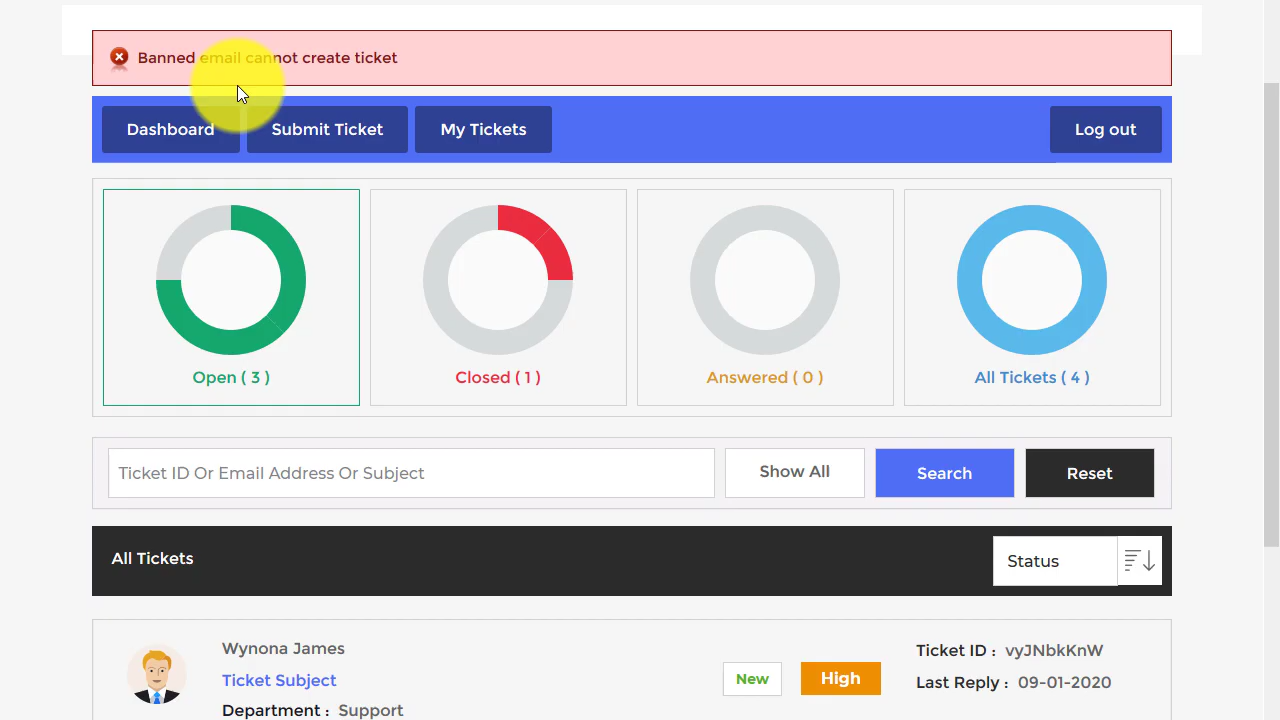 Banned email cannot create ticket
Dashboard Submit Ticket My Tickets Log out
Open ( 3 ) Closed ( 1 ) Answered ( 0 ) All Tickets ( 4 )
Ticket ID Or Email Address Or Subject Show All Search Reset
All Tickets Status
Wynona James
Ticket Subject
Department : Support
New High
Ticket ID : vyJNbkKnW
Last Reply : 09-01-2020